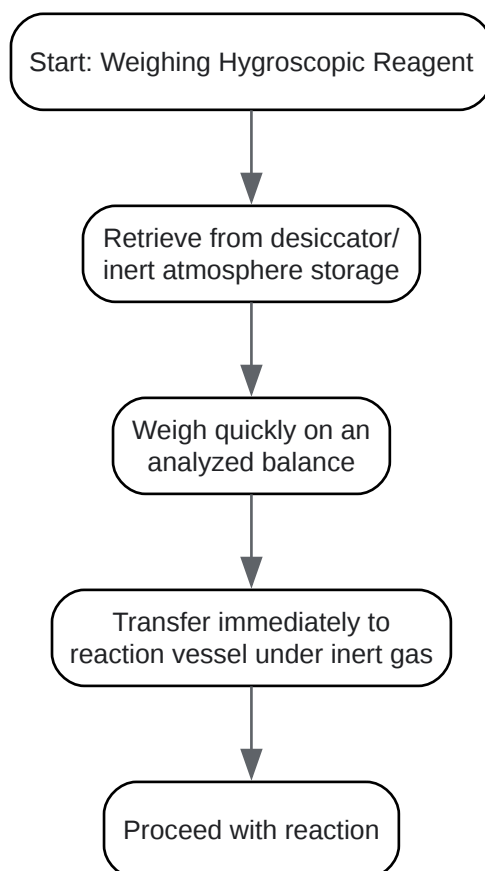 Start: Weighing Hygroscopic Reagent
Retrieve from desiccator/
inert atmosphere storage
Weigh quickly on an
analyzed balance
Transfer immediately to
reaction vessel under inert gas
Proceed with reaction